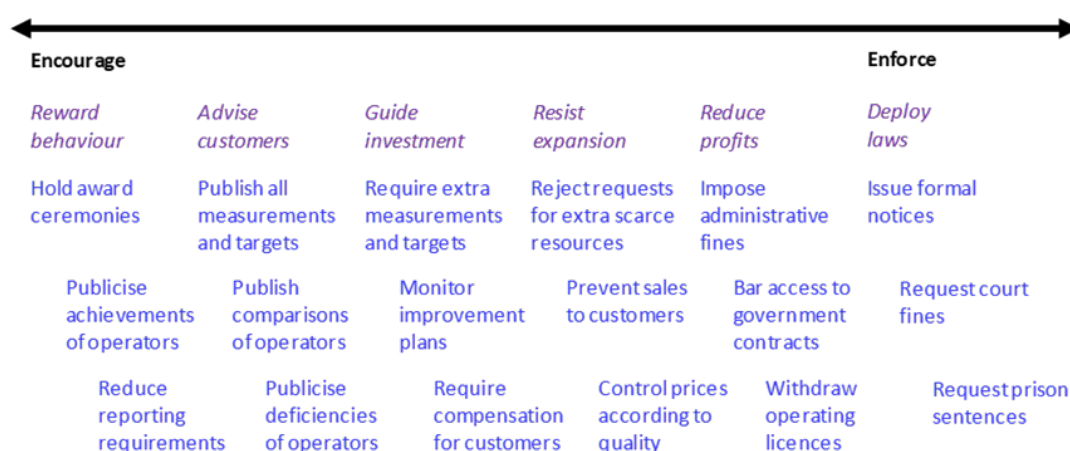 Encourage Enforce
Reward Advise Guide Resist Reduce Deploy
behaviour customers investment expansion profits laws
Hold award Publish all Require extra Reject requests Impose Issue formal
ceremonies measurements measurements for extra scarce administrative notices
and targets and targets resources fines
Publicise Publish Monitor Prevent sales Bar access to Request court
achievements comparisons improvement to customers government fines
of operators of operators plans contracts
Reduce Publicise Require Control prices Withdraw Request prison
reporting deficiencies compensation according to operating sentences
requirements of operators for customers quality licences